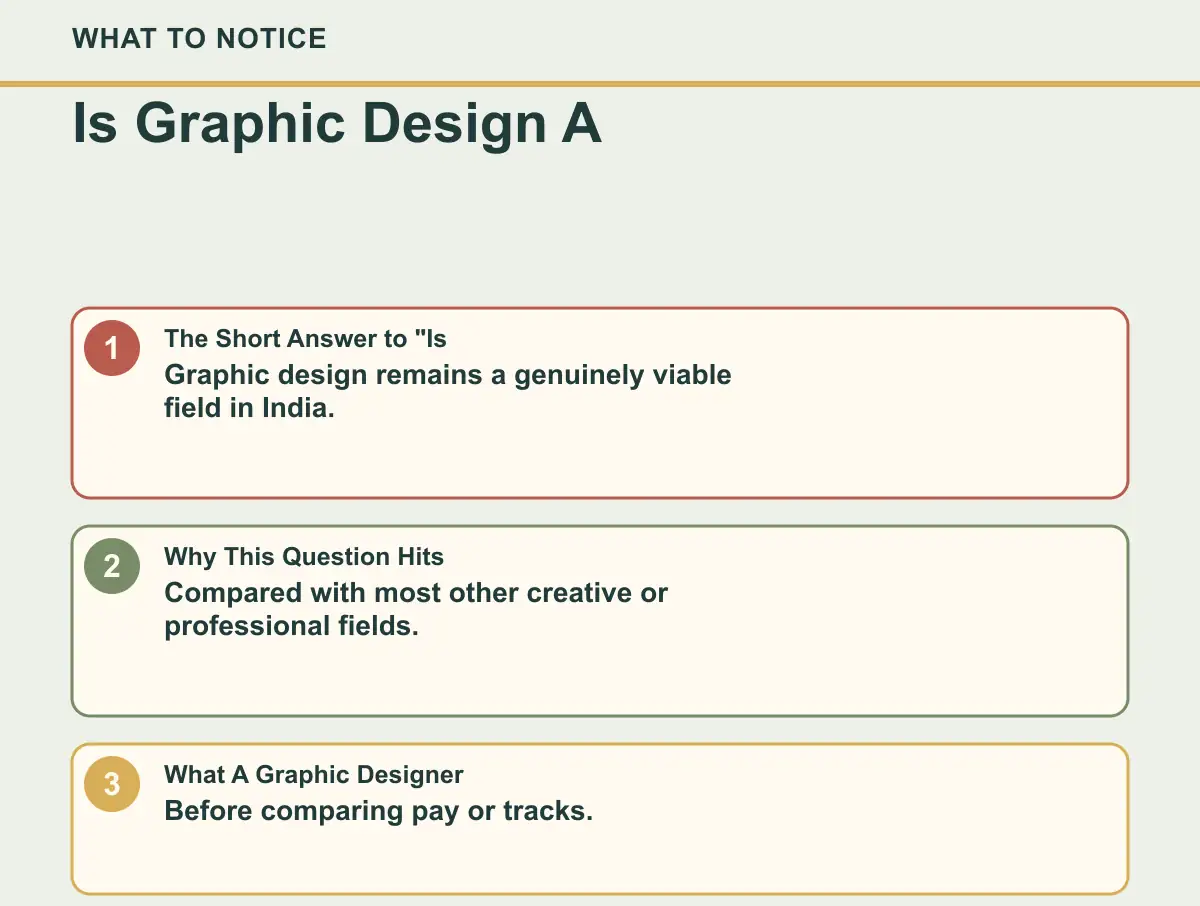 WHAT TO NOTICE
Is Graphic Design A
1
The Short Answer to "Is
Graphic design remains a genuinely viable
field in India.
2
Why This Question Hits
Compared with most other creative or
professional fields.
3
What A Graphic Designer
Before comparing pay or tracks.